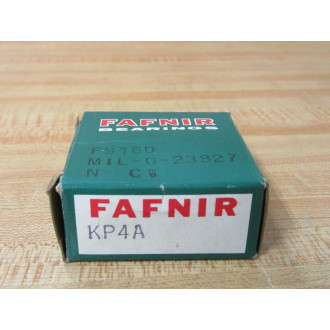 FAFNIR
BEARINGS
FS160
MIL-G-23827
N C
FAFNIR
KP4A